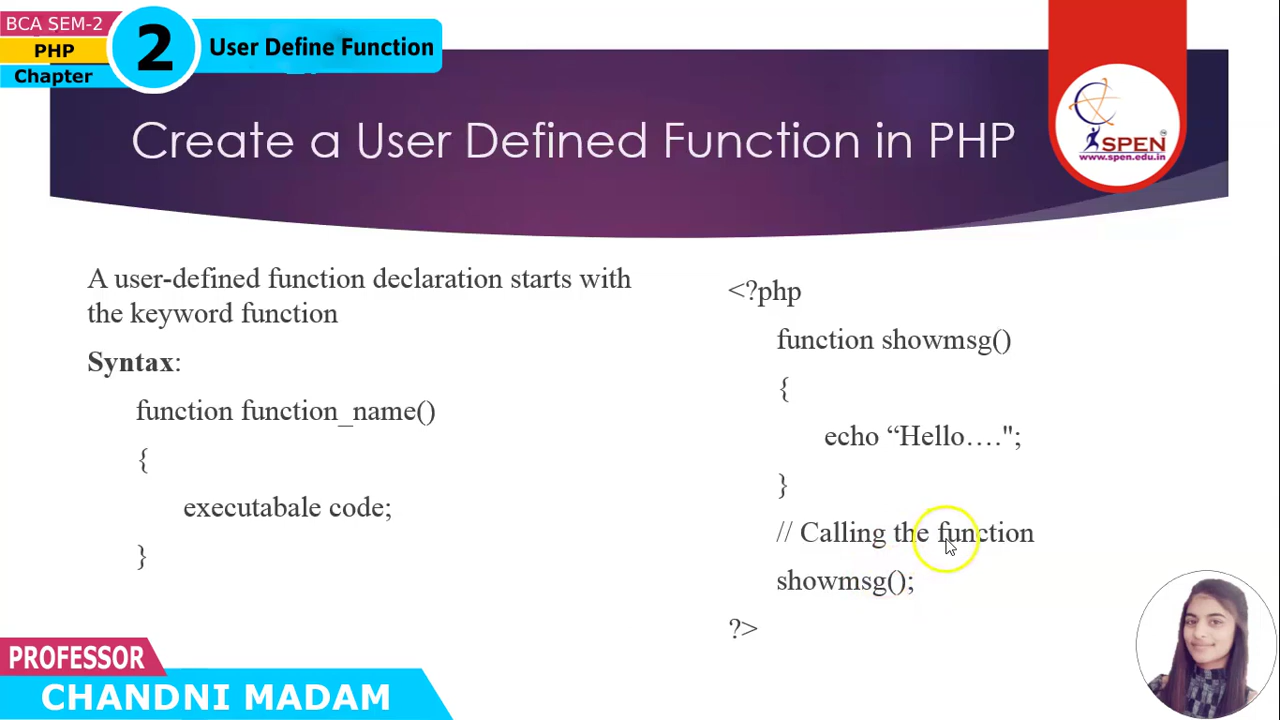 BCA SEM-2
PHP
Chapter
2
User Define Function
Create a User Defined Function in PHP
SPEN
TM
www.spen.edu.in
A user-defined function declaration starts with
the keyword function
Syntax:
function function_name()
{
executabale code;
}
<?php
function showmsg()
{
echo “Hello….";
}
// Calling the function
showmsg();
?>
PROFESSOR
CHANDNI MADAM